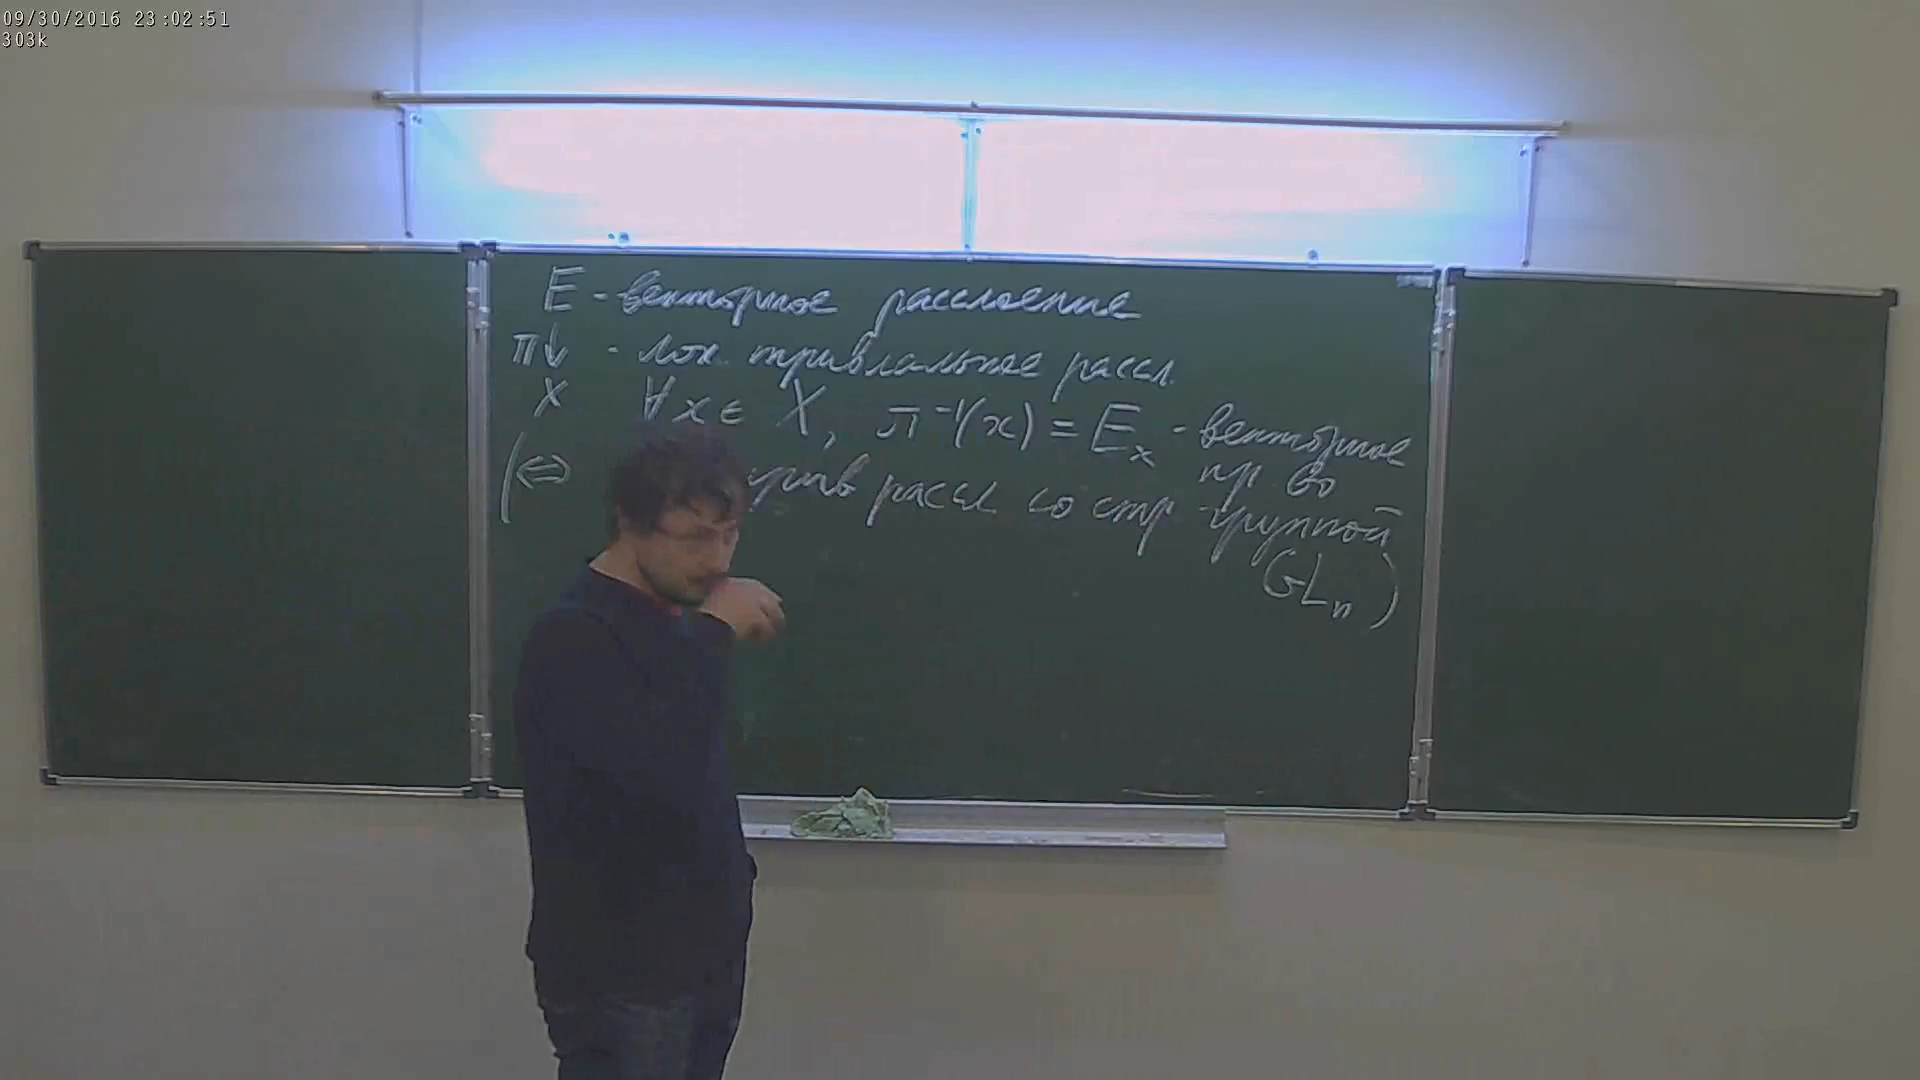 09/30/2016 23:02:51
303k
E - векторное расслоение
π↓ - лок. тривиальное рассл.
X ∀x∈X, π⁻¹(x) = Eₓ - векторное
пр-во
(⇔ рассл со стр группой
GLₙ)